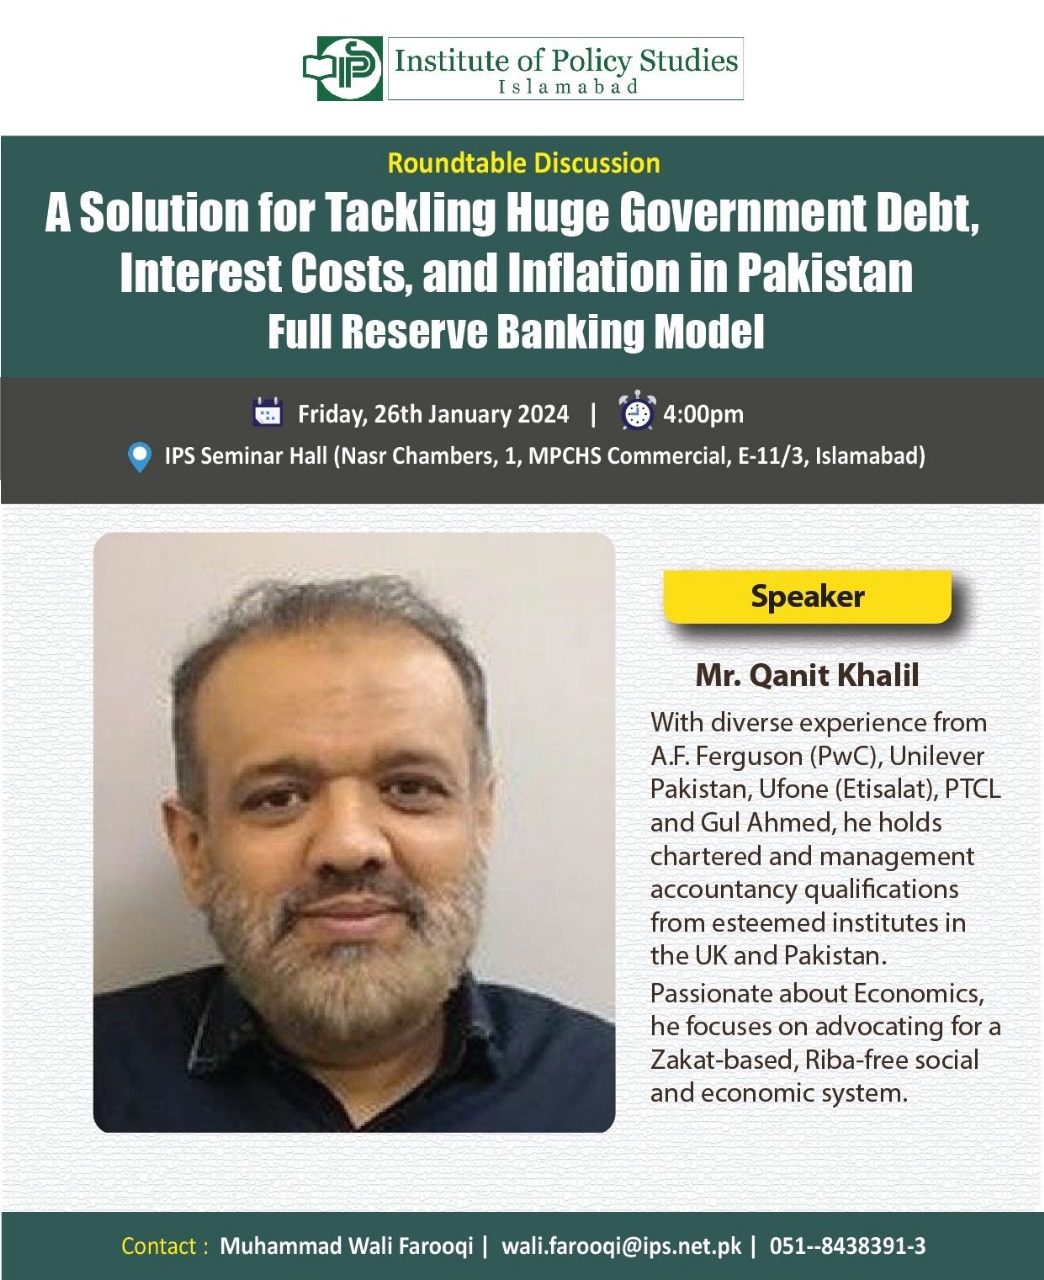 IPS
Institute of Policy Studies
Islamabad
Roundtable Discussion
A Solution for Tackling Huge Government Debt,
Interest Costs, and Inflation in Pakistan
Full Reserve Banking Model
Friday, 26th January 2024 | 4:00pm
IPS Seminar Hall (Nasr Chambers, 1, MPCHS Commercial, E-11/3, Islamabad)
Speaker
Mr. Qanit Khalil
With diverse experience from
A.F. Ferguson (PwC), Unilever
Pakistan, Ufone (Etisalat), PTCL
and Gul Ahmed, he holds
chartered and management
accountancy qualifications
from esteemed institutes in
the UK and Pakistan.
Passionate about Economics,
he focuses on advocating for a
Zakat-based, Riba-free social
and economic system.
Contact : Muhammad Wali Farooqi | wali.farooqi@ips.net.pk | 051--8438391-3